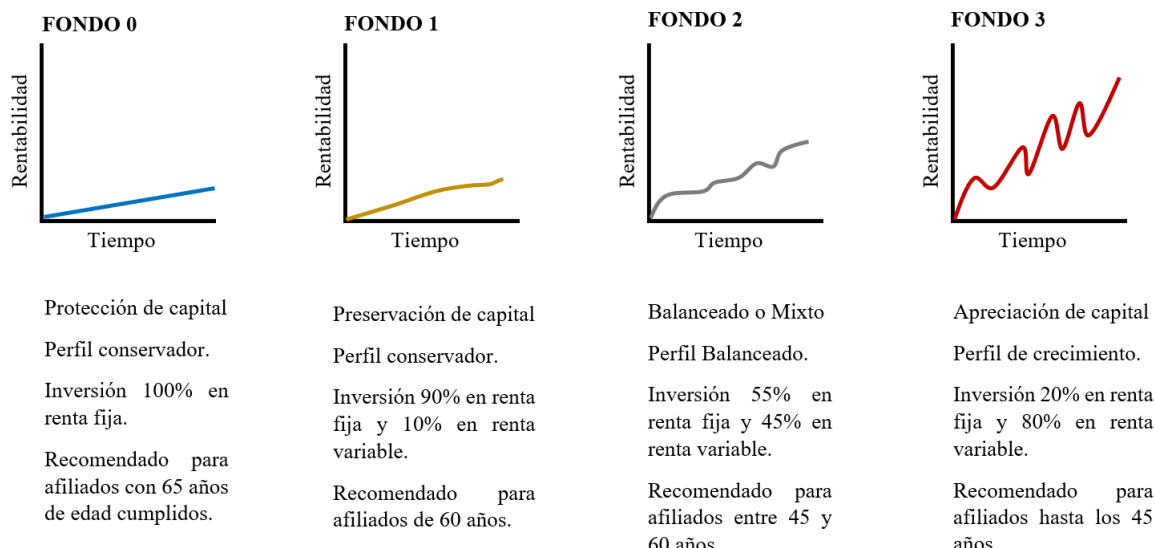 FONDO 0
Rentabilidad
Tiempo
Protección de capital
Perfil conservador.
Inversión 100% en
renta fija.
Recomendado para
afiliados con 65 años
de edad cumplidos.
FONDO 1
Rentabilidad
Tiempo
Preservación de capital
Perfil conservador.
Inversión 90% en renta
fija y 10% en renta
variable.
Recomendado para
afiliados de 60 años.
FONDO 2
Rentabilidad
Tiempo
Balanceado o Mixto
Perfil Balanceado.
Inversión 55% en
renta fija y 45% en
renta variable.
Recomendado para
afiliados entre 45 y
60 años
FONDO 3
Rentabilidad
Tiempo
Apreciación de capital
Perfil de crecimiento.
Inversión 20% en renta
fija y 80% en renta
variable.
Recomendado para
afiliados hasta los 45
años